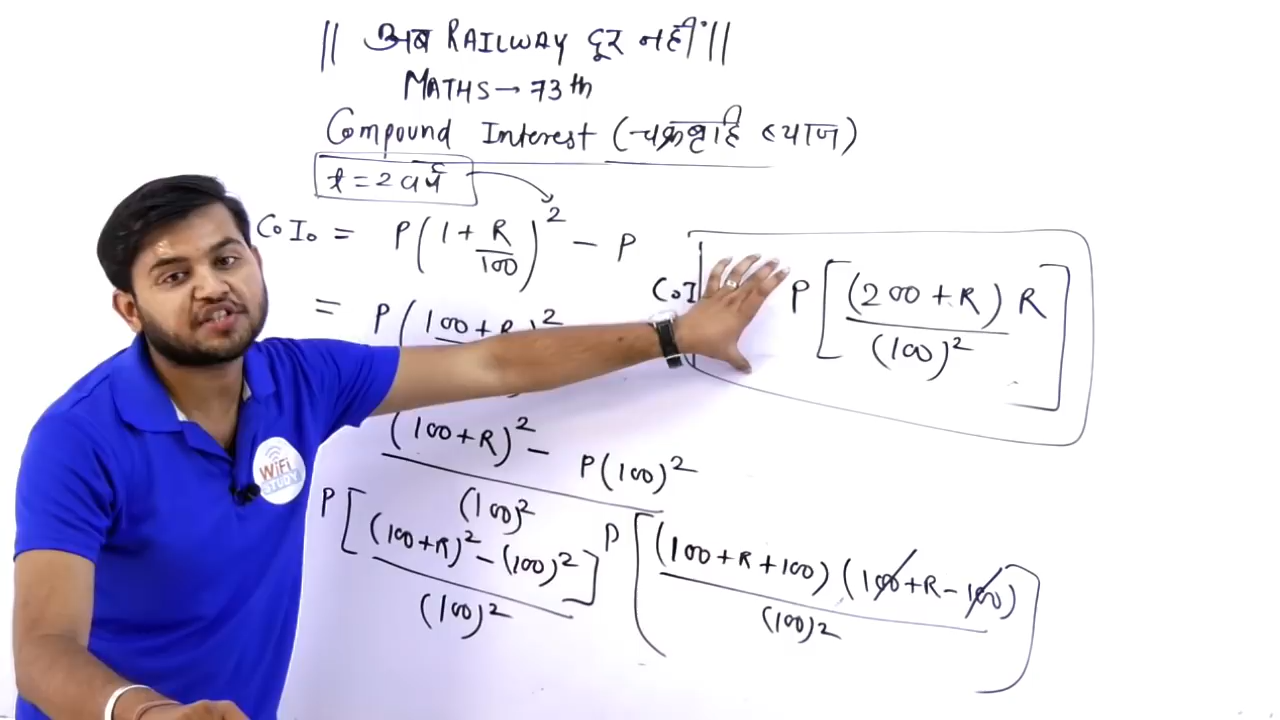 || अब RAILWAY दूर नहीं ||
MATHS → 73th
Compound Interest (चक्रवृद्धि ब्याज)
t = 2 वर्ष
C.I. = P(1 + R/100)² - P
= P(100 + R)²
(100 + R)² - P(100)²
(100)²
P[(100+R)² - (100)²]
(100)²
P[(100 + R + 100)(100 + R - 100)]
(100)²
C.I P[(200 + R) R]
(100)²
WiFi
STUDY